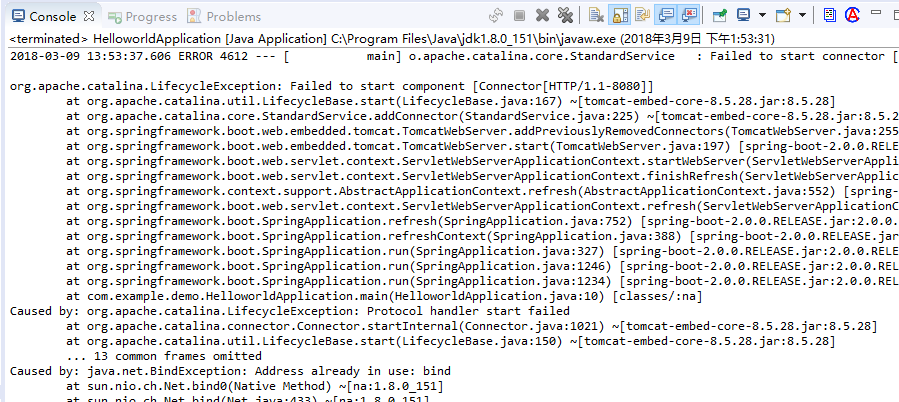 Console Progress Problems
<terminated> HelloworldApplication [Java Application] C:\Program Files\Java\jdk1.8.0_151\bin\javaw.exe (2018年3月9日 下午1:53:31)
2018-03-09 13:53:37.606 ERROR 4612 --- [           main] o.apache.catalina.core.StandardService   : Failed to start connector [
org.apache.catalina.LifecycleException: Failed to start component [Connector[HTTP/1.1-8080]]
at org.apache.catalina.util.LifecycleBase.start(LifecycleBase.java:167) ~[tomcat-embed-core-8.5.28.jar:8.5.28]
at org.apache.catalina.core.StandardService.addConnector(StandardService.java:225) ~[tomcat-embed-core-8.5.28.jar:8.5.2
at org.springframework.boot.web.embedded.tomcat.TomcatWebServer.addPreviouslyRemovedConnectors(TomcatWebServer.java:255
at org.springframework.boot.web.embedded.tomcat.TomcatWebServer.start(TomcatWebServer.java:197) [spring-boot-2.0.0.RELE
at org.springframework.boot.web.servlet.context.ServletWebServerApplicationContext.startWebServer(ServletWebServerAppli
at org.springframework.boot.web.servlet.context.ServletWebServerApplicationContext.finishRefresh(ServletWebServerApplic
at org.springframework.context.support.AbstractApplicationContext.refresh(AbstractApplicationContext.java:552) [spring-
at org.springframework.boot.web.servlet.context.ServletWebServerApplicationContext.refresh(ServletWebServerApplicationC
at org.springframework.boot.SpringApplication.refresh(SpringApplication.java:752) [spring-boot-2.0.0.RELEASE.jar:2.0.0.
at org.springframework.boot.SpringApplication.refreshContext(SpringApplication.java:388) [spring-boot-2.0.0.RELEASE.jar
at org.springframework.boot.SpringApplication.run(SpringApplication.java:327) [spring-boot-2.0.0.RELEASE.jar:2.0.0.RELE
at org.springframework.boot.SpringApplication.run(SpringApplication.java:1246) [spring-boot-2.0.0.RELEASE.jar:2.0.0.REL
at org.springframework.boot.SpringApplication.run(SpringApplication.java:1234) [spring-boot-2.0.0.RELEASE.jar:2.0.0.REL
at com.example.demo.HelloworldApplication.main(HelloworldApplication.java:10) [classes/:na]
Caused by: org.apache.catalina.LifecycleException: Protocol handler start failed
at org.apache.catalina.connector.Connector.startInternal(Connector.java:1021) ~[tomcat-embed-core-8.5.28.jar:8.5.28]
at org.apache.catalina.util.LifecycleBase.start(LifecycleBase.java:150) ~[tomcat-embed-core-8.5.28.jar:8.5.28]
... 13 common frames omitted
Caused by: java.net.BindException: Address already in use: bind
at sun.nio.ch.Net.bind0(Native Method) ~[na:1.8.0_151]
at sun.nio.ch.Net.bind(Net.java:433) ~[na:1.8.0_151]